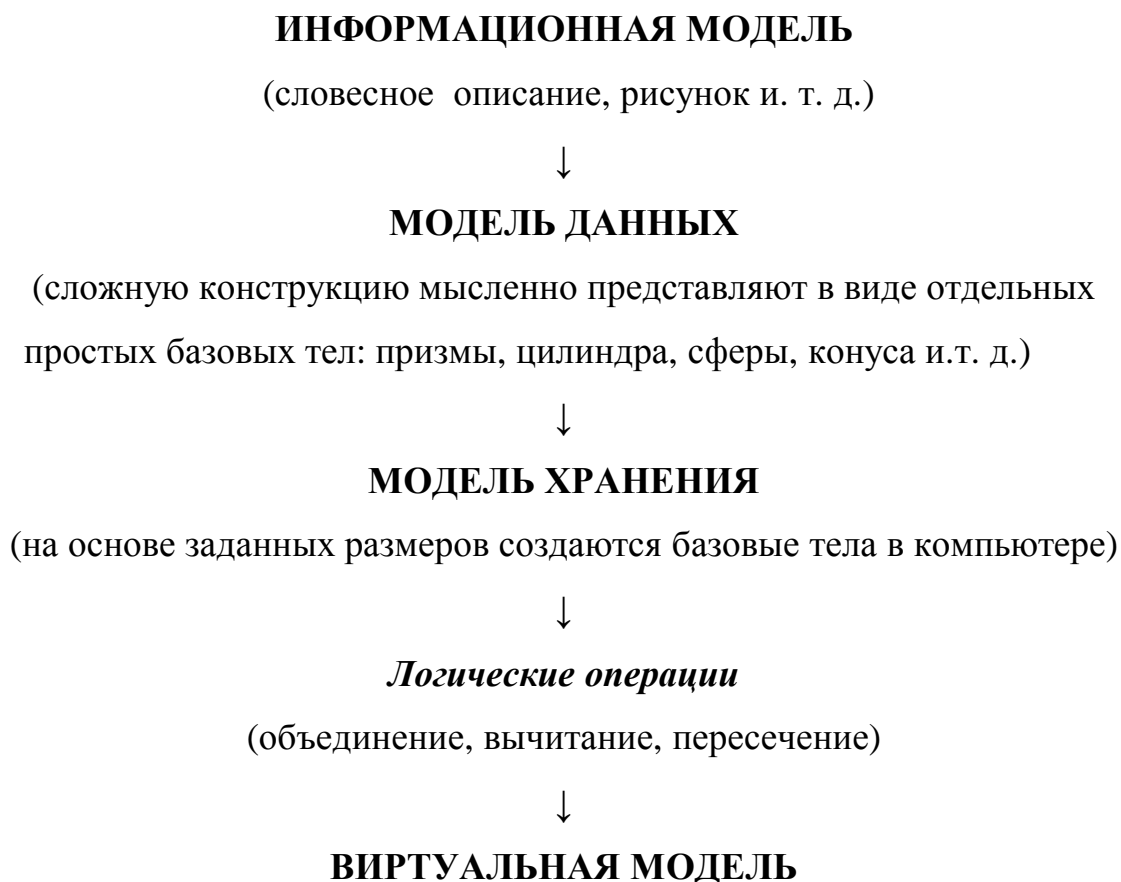 ИНФОРМАЦИОННАЯ МОДЕЛЬ
(словесное описание, рисунок и. т. д.)
↓
МОДЕЛЬ ДАННЫХ
(сложную конструкцию мысленно представляют в виде отдельных
простых базовых тел: призмы, цилиндра, сферы, конуса и.т. д.)
↓
МОДЕЛЬ ХРАНЕНИЯ
(на основе заданных размеров создаются базовые тела в компьютере)
↓
Логические операции
(объединение, вычитание, пересечение)
↓
ВИРТУАЛЬНАЯ МОДЕЛЬ